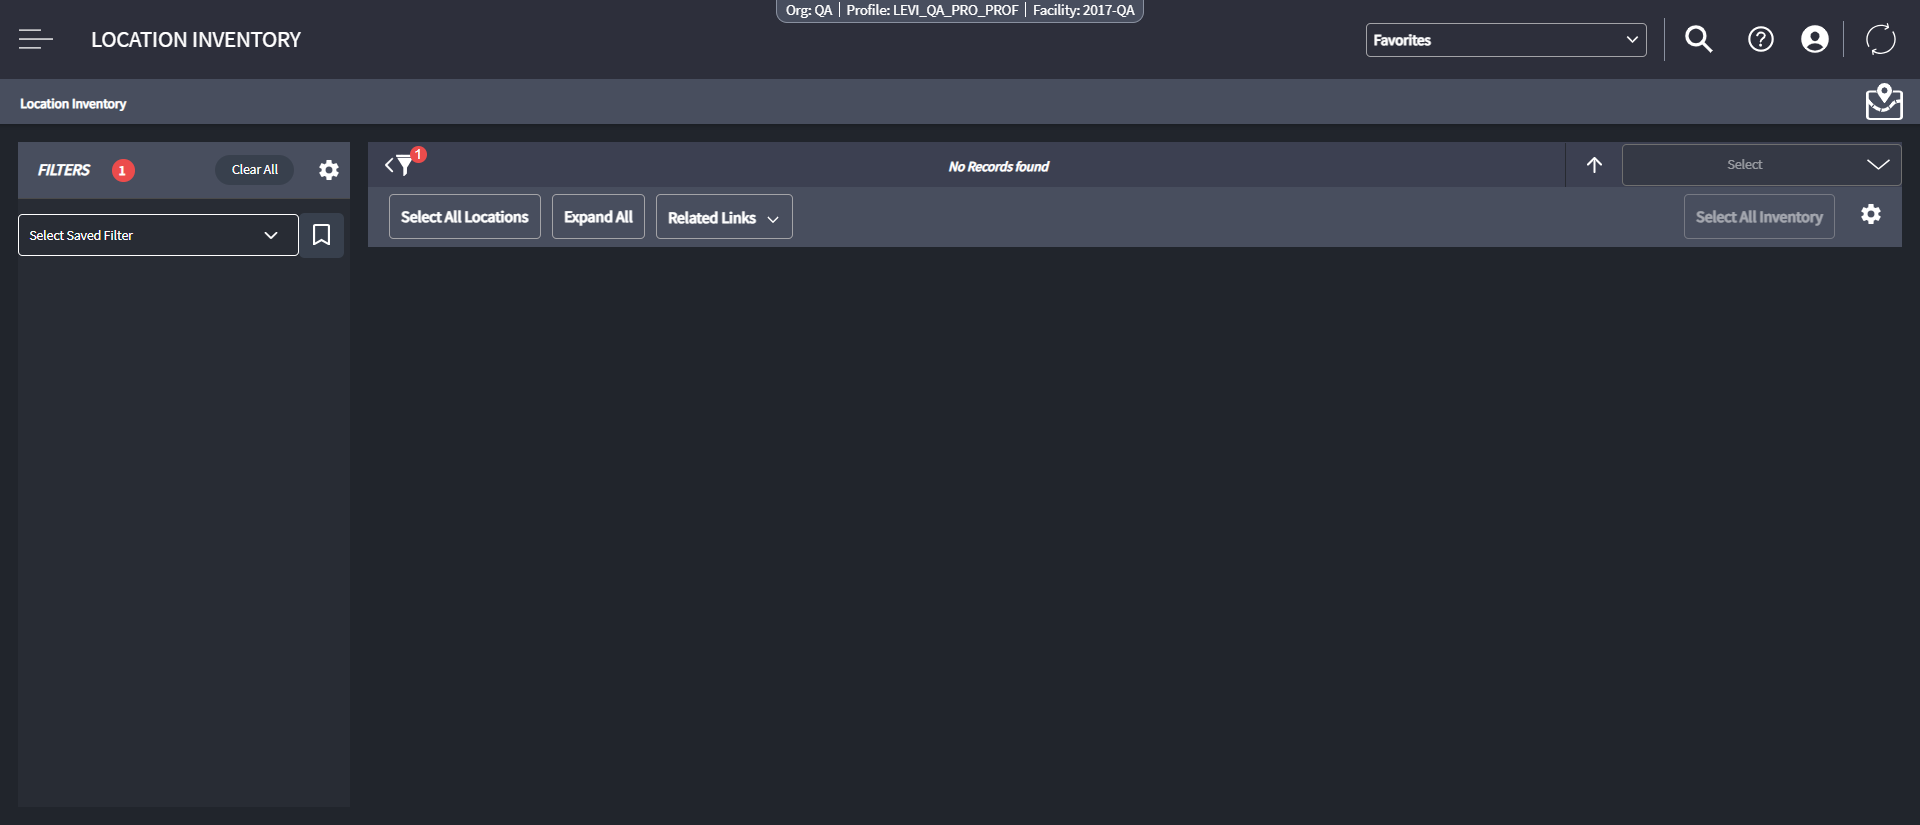 Org: QA | Profile: LEVI_QA_PRO_PROF | Facility: 2017-QA
LOCATION INVENTORY
Favorites
Location Inventory
FILTERS 1 Clear All
1
No Records found
Select
Select Saved Filter
Select All Locations
Expand All
Related Links
Select All Inventory